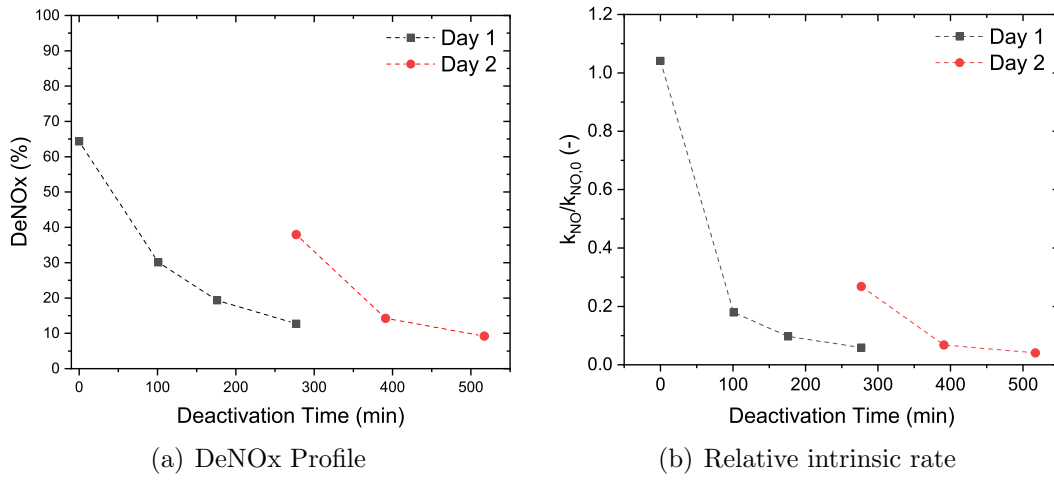 100
90
80
70
60
50
40
30
20
10
0
DeNOx (%)
Day 1
Day 2
0 100 200 300 400 500
Deactivation Time (min)
(a) DeNOx Profile
1.2
1.0
0.8
0.6
0.4
0.2
0.0
k_NO/k_NO,0 (-)
Day 1
Day 2
0 100 200 300 400 500
Deactivation Time (min)
(b) Relative intrinsic rate